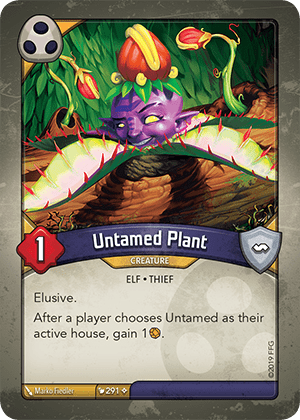 Untamed Plant
1
CREATURE
ELF • THIEF
Elusive.
After a player chooses Untamed as their
active house, gain 1.
Marko Fiedler
291
©2019 FFG